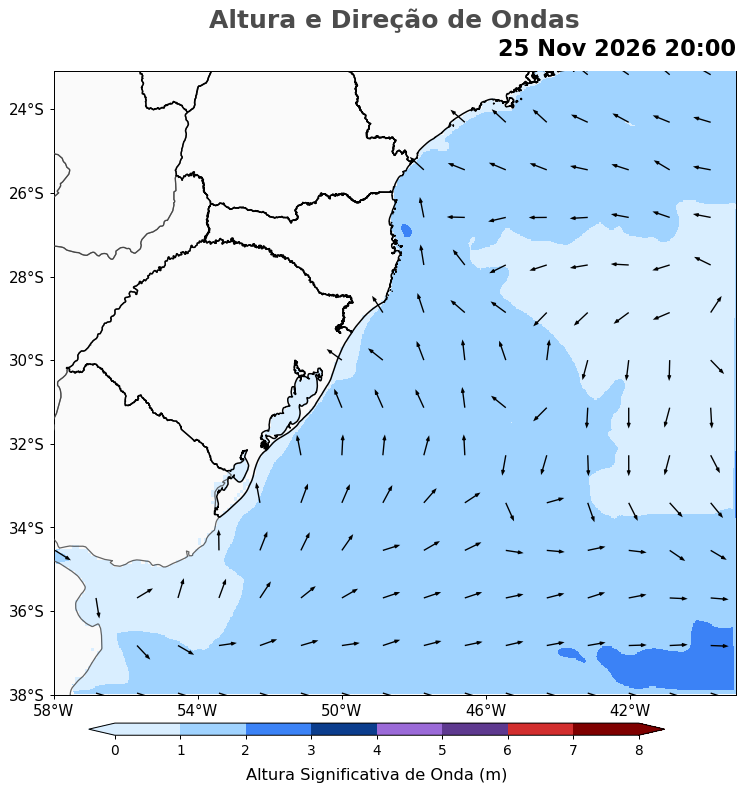 Altura e Direção de Ondas
25 Nov 2026 20:00
24°S
26°S
28°S
30°S
32°S
34°S
36°S
38°S
58°W 54°W 50°W 46°W 42°W
0 1 2 3 4 5 6 7 8
Altura Significativa de Onda (m)